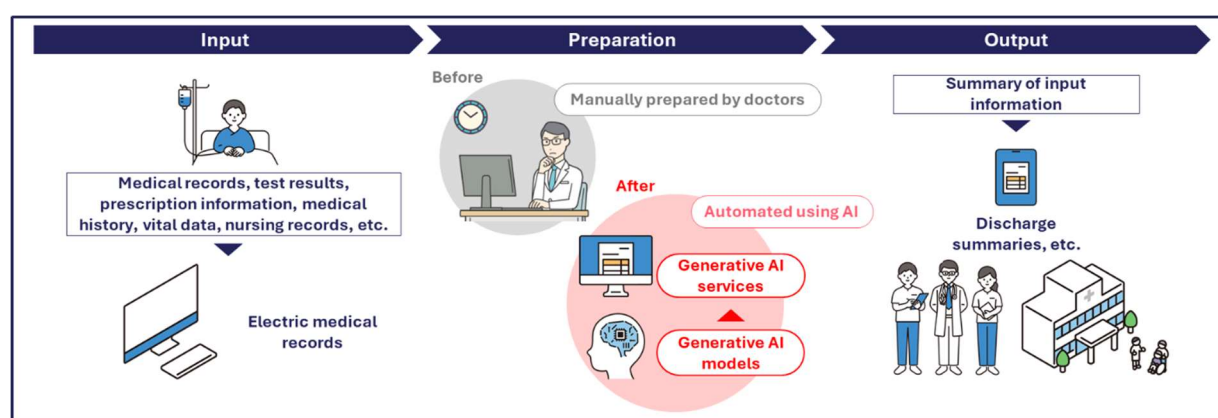 Input
Preparation
Output
Medical records, test results,
prescription information, medical
history, vital data, nursing records, etc.
Electric medical
records
Before
Manually prepared by doctors
After
Automated using AI
Generative AI
services
Generative AI
models
Summary of input
information
Discharge
summaries, etc.